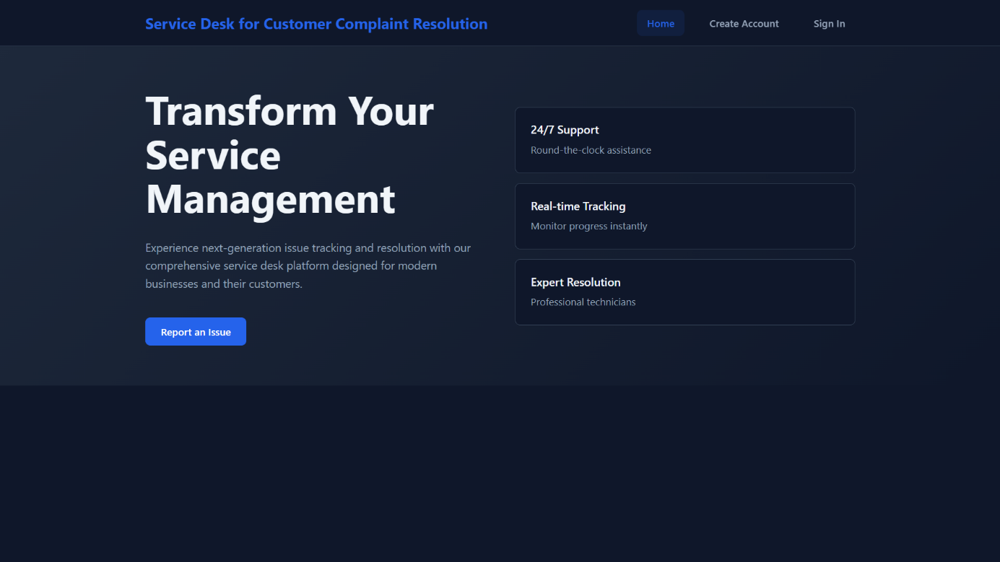 Service Desk for Customer Complaint Resolution
Home
Create Account
Sign In
Transform Your
Service
Management
Experience next-generation issue tracking and resolution with our
comprehensive service desk platform designed for modern
businesses and their customers.
Report an Issue
24/7 Support
Round-the-clock assistance
Real-time Tracking
Monitor progress instantly
Expert Resolution
Professional technicians